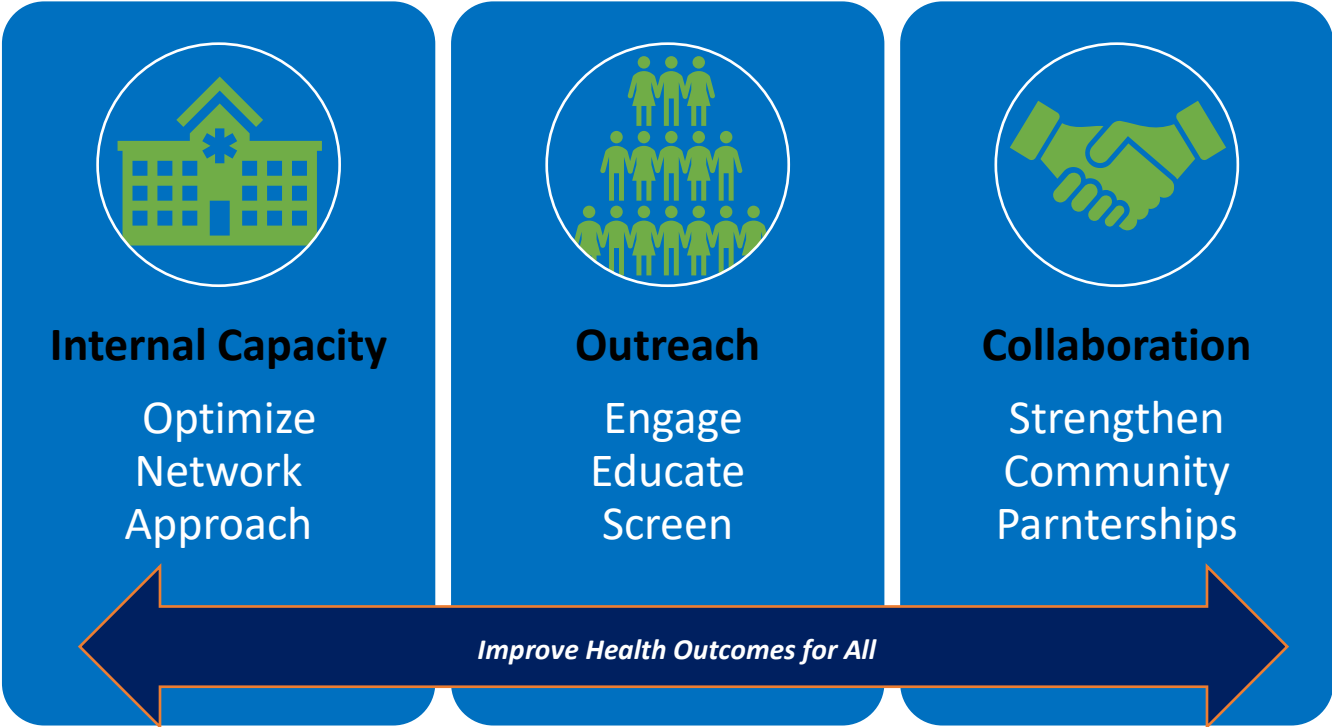 Internal Capacity
Optimize
Network
Approach
Outreach
Engage
Educate
Screen
Collaboration
Strengthen
Community
Parnterships
Improve Health Outcomes for All